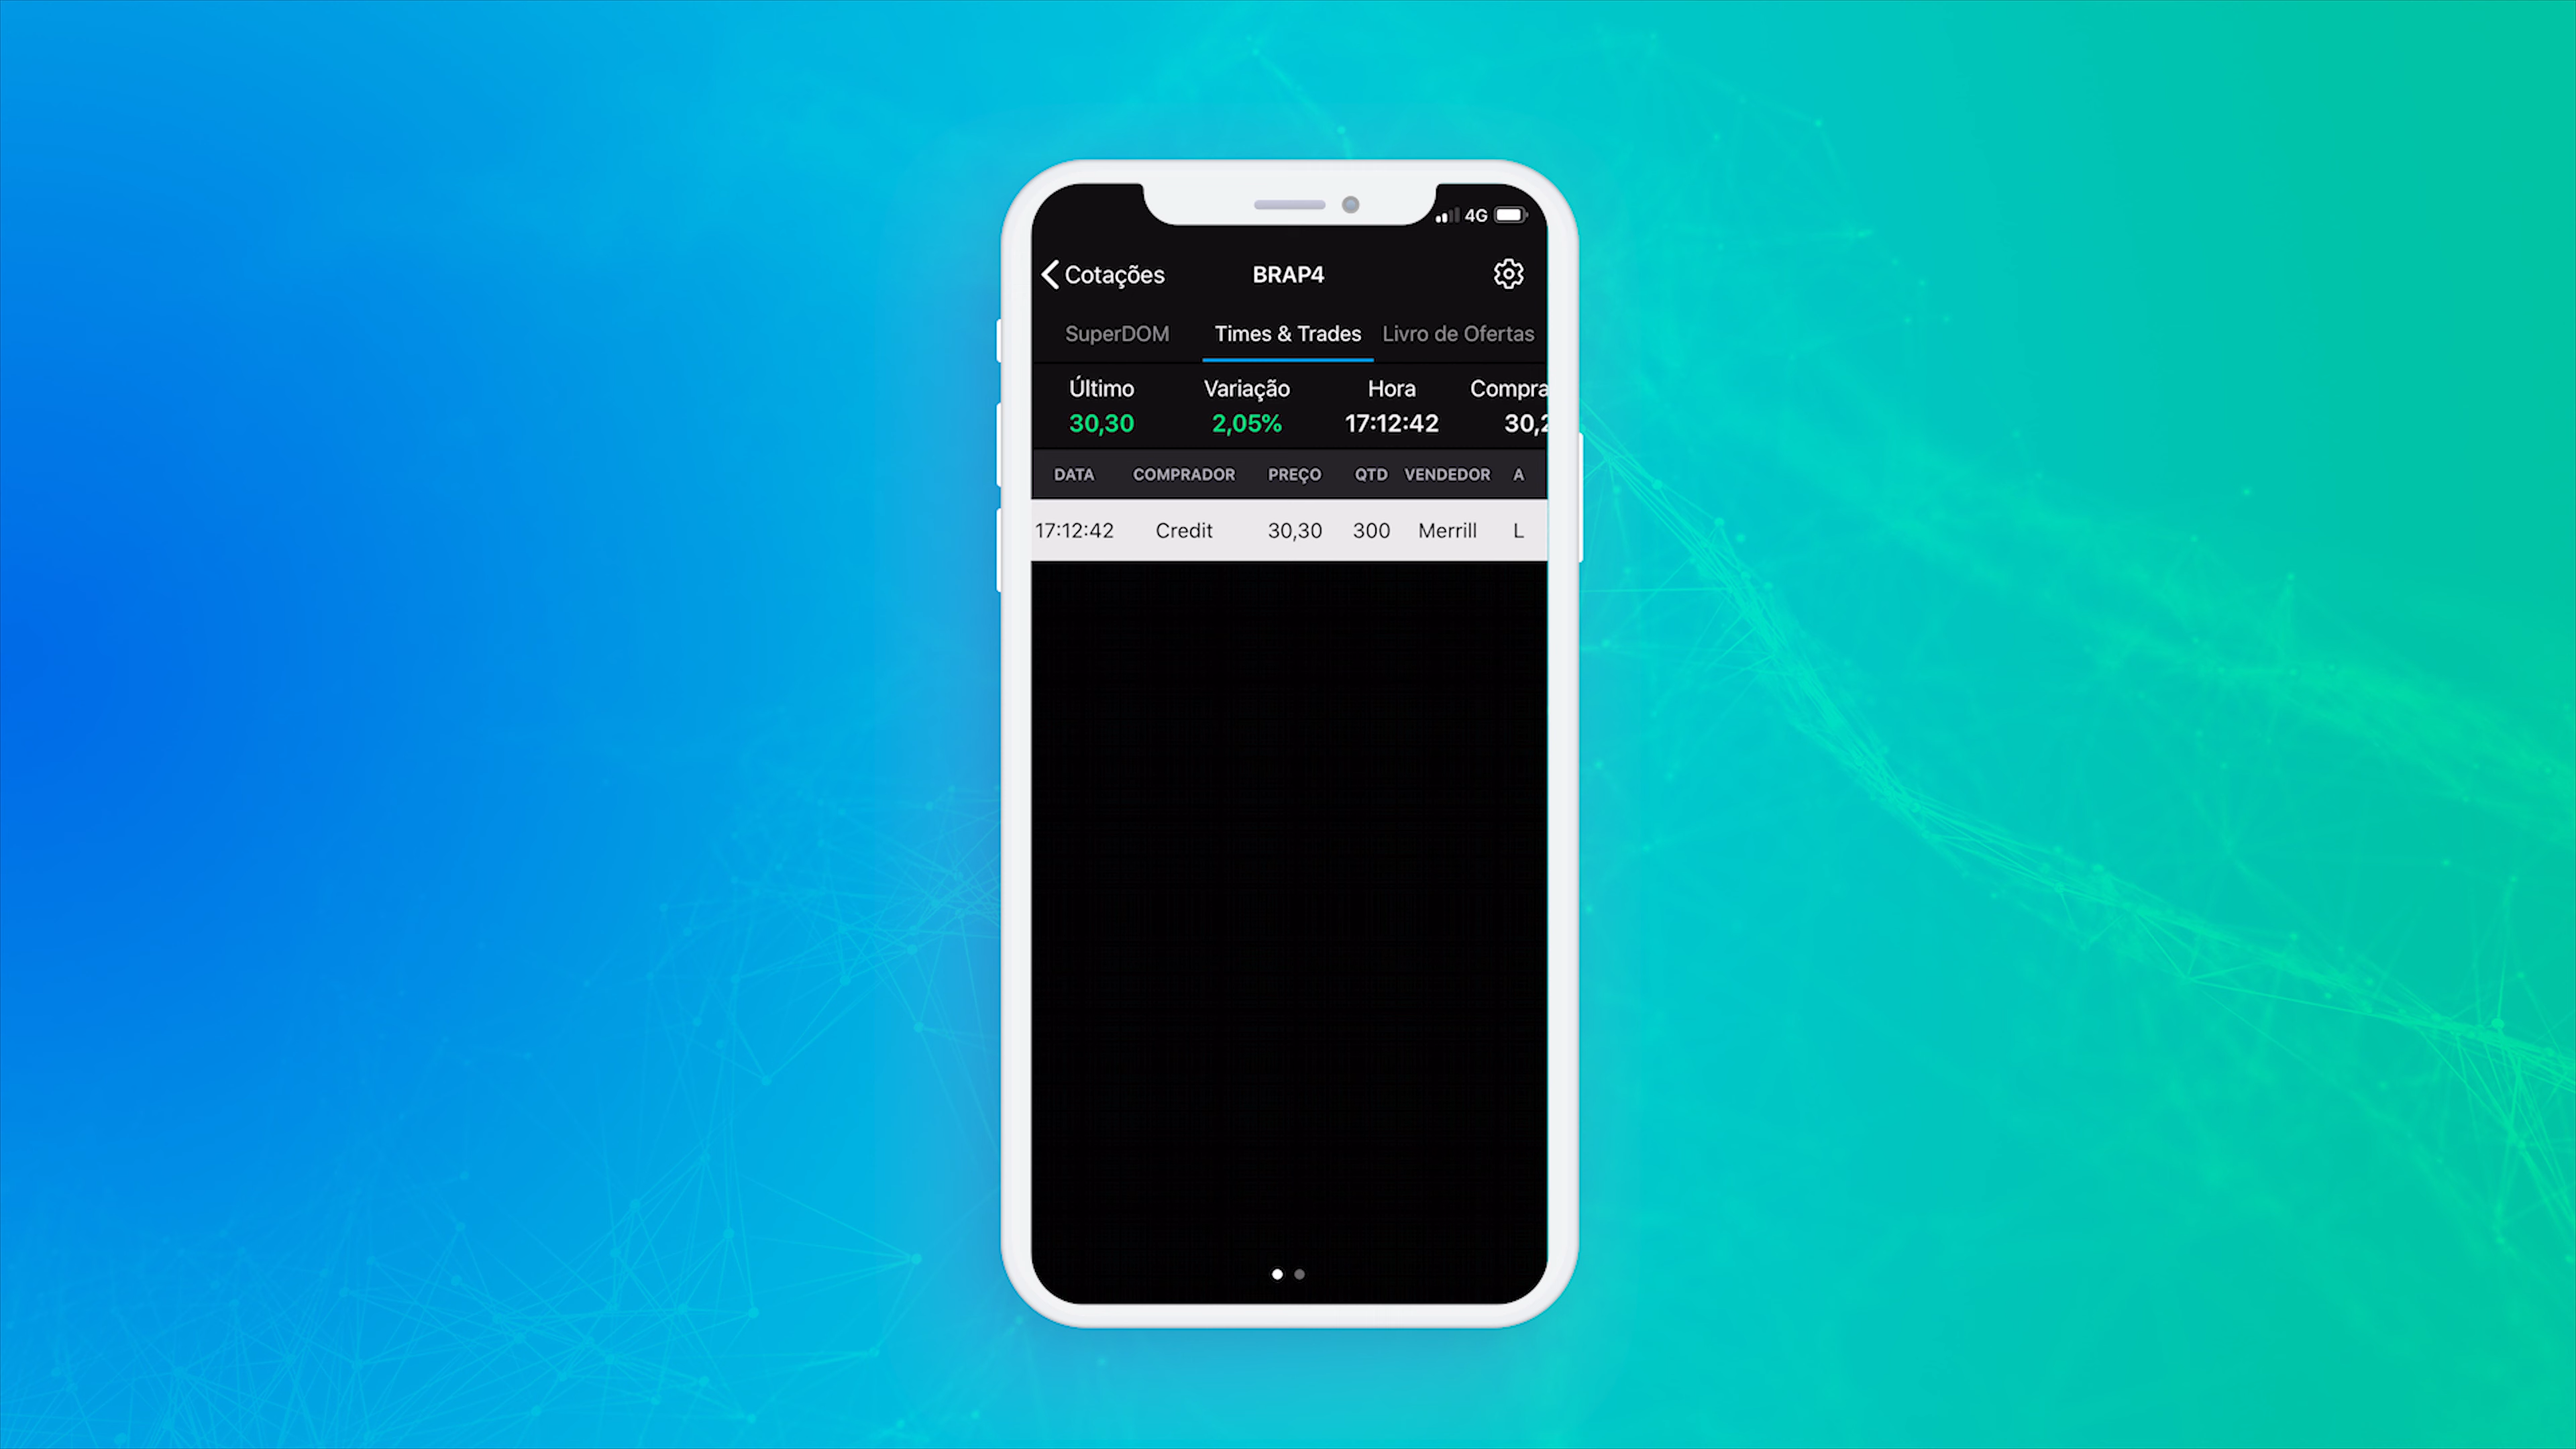 4G
Cotações BRAP4
SuperDOM Times & Trades Livro de Ofertas
Último Variação Hora Compra
30,30 2,05% 17:12:42 30,2
DATA COMPRADOR PREÇO QTD VENDEDOR A
17:12:42 Credit 30,30 300 Merrill L